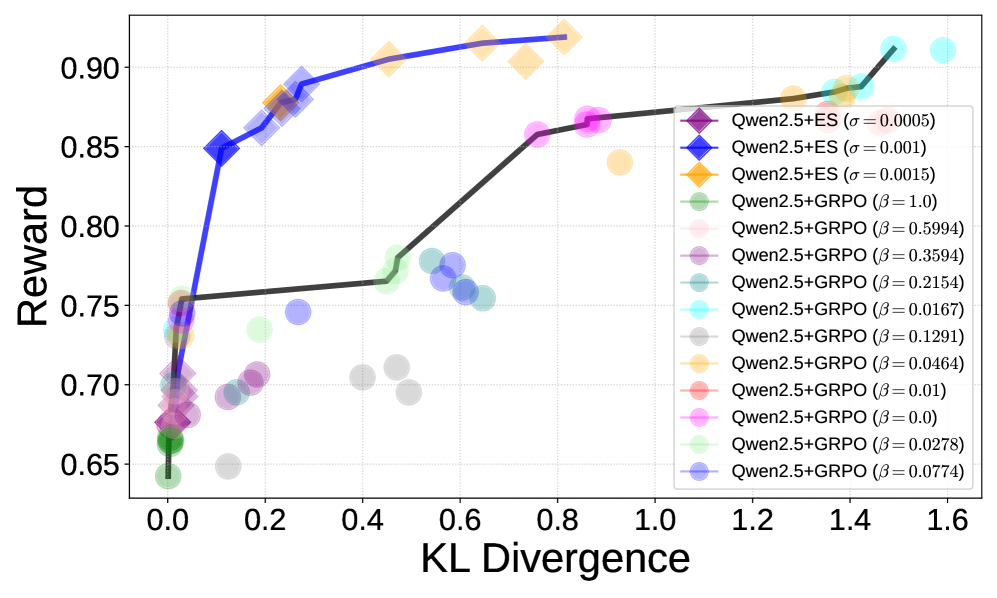 Reward
0.90
0.85
0.80
0.75
0.70
0.65
0.0 0.2 0.4 0.6 0.8 1.0 1.2 1.4 1.6
KL Divergence
Qwen2.5+ES (σ = 0.0005)
Qwen2.5+ES (σ = 0.001)
Qwen2.5+ES (σ = 0.0015)
Qwen2.5+GRPO (β = 1.0)
Qwen2.5+GRPO (β = 0.5994)
Qwen2.5+GRPO (β = 0.3594)
Qwen2.5+GRPO (β = 0.2154)
Qwen2.5+GRPO (β = 0.0167)
Qwen2.5+GRPO (β = 0.1291)
Qwen2.5+GRPO (β = 0.0464)
Qwen2.5+GRPO (β = 0.01)
Qwen2.5+GRPO (β = 0.0)
Qwen2.5+GRPO (β = 0.0278)
Qwen2.5+GRPO (β = 0.0774)